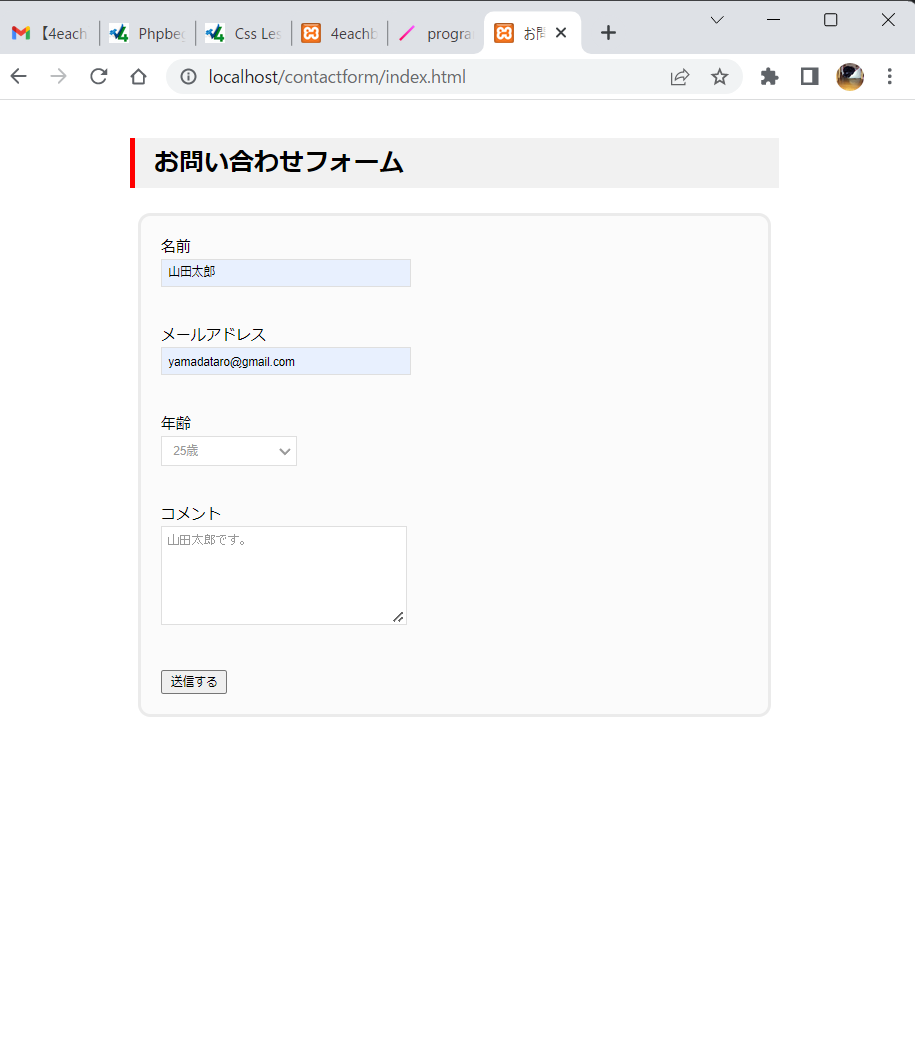 【4each
Phpbe
Css Les
4eachb
progra
お問
localhost/contactform/index.html
お問い合わせフォーム
名前
山田太郎
メールアドレス
yamadataro@gmail.com
年齢
25歳
コメント
山田太郎です。
送信する